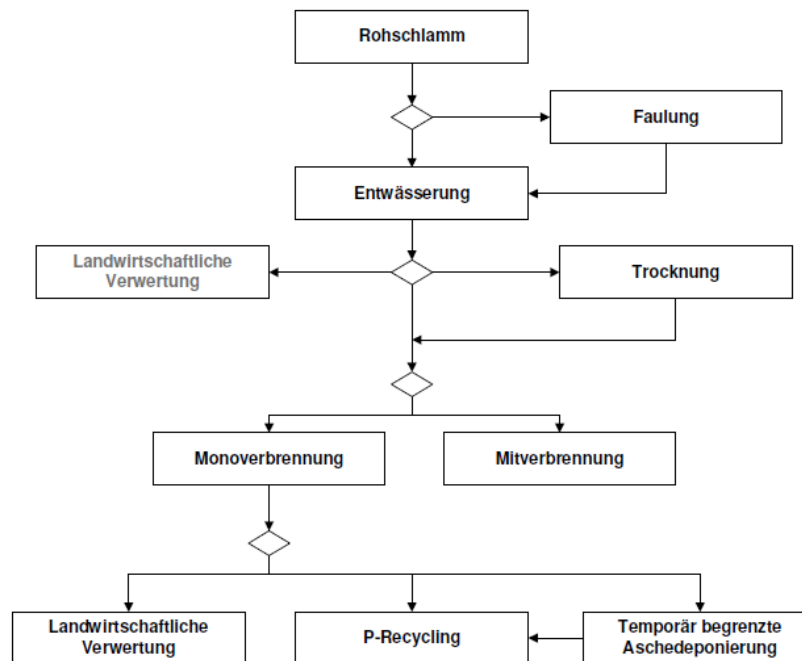 Rohschlamm
Faulung
Entwässerung
Landwirtschaftliche
Verwertung
Trocknung
Monoverbrennung
Mitverbrennung
Landwirtschaftliche
Verwertung
P-Recycling
Temporär begrenzte
Aschedeponierung